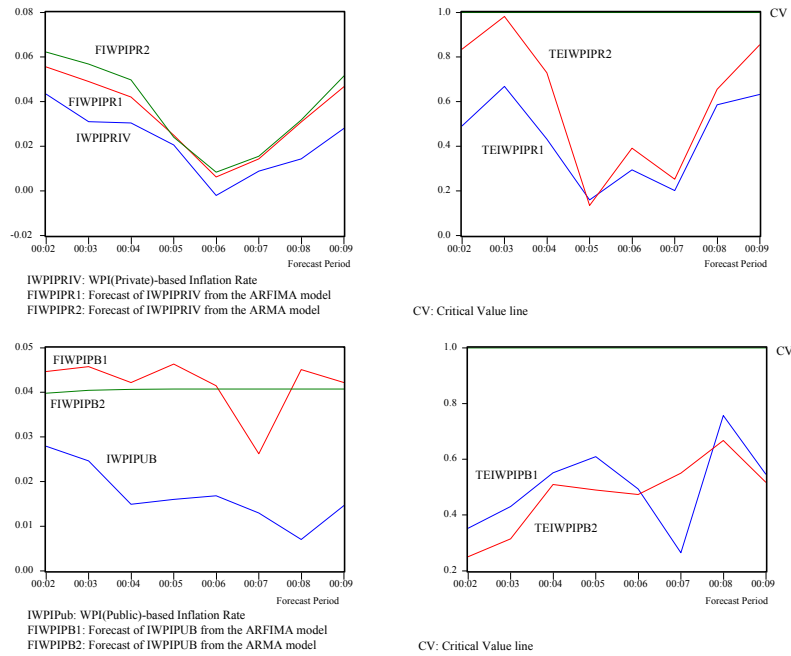 0.08
0.06
0.04
0.02
0.00
-0.02
FIWPIPR2
FIWPIPR1
IWPIPRIV
00:02 00:03 00:04 00:05 00:06 00:07 00:08 00:09
Forecast Period
IWPIPRIV: WPI(Private)-based Inflation Rate
FIWPIPR1: Forecast of IWPIPRIV from the ARFIMA model
FIWPIPR2: Forecast of IWPIPRIV from the ARMA model
1.0
0.8
0.6
0.4
0.2
0.0
CV
TEIWPIPR2
TEIWPIPR1
00:02 00:03 00:04 00:05 00:06 00:07 00:08 00:09
Forecast Period
CV: Critical Value line
0.05
0.04
0.03
0.02
0.01
0.00
FIWPIPB1
FIWPIPB2
IWPIPUB
00:02 00:03 00:04 00:05 00:06 00:07 00:08 00:09
Forecast Period
IWPIPub: WPI(Public)-based Inflation Rate
FIWPIPB1: Forecast of IWPIPUB from the ARFIMA model
FIWPIPB2: Forecast of IWPIPUB from the ARMA model
1.0
0.8
0.6
0.4
0.2
CV
TEIWPIPB1
TEIWPIPB2
00:02 00:03 00:04 00:05 00:06 00:07 00:08 00:09
Forecast Period
CV: Critical Value line